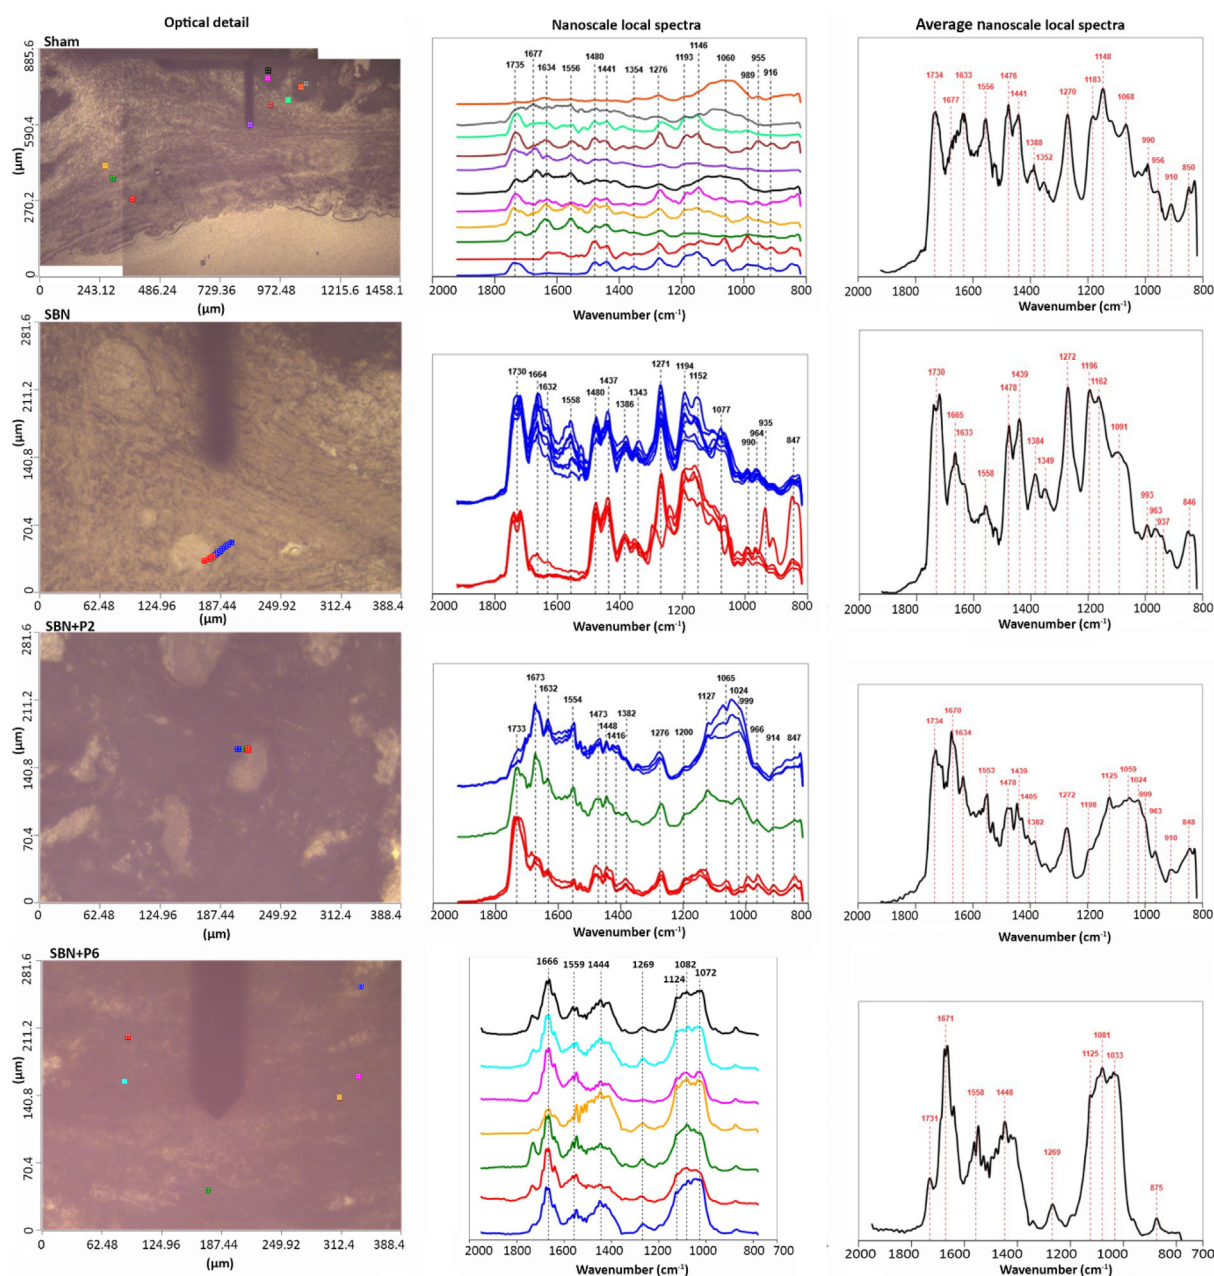 Optical detail
Nanoscale local spectra
Average nanoscale local spectra
Sham
885.6
590.4
270.2
0
(µm)
0 243.12 486.24 729.36 972.48 1215.6 1458.1
(µm)
1735 1677 1634 1556 1480 1441 1354 1276 1193 1146 1060 989 955 916
2000 1800 1600 1400 1200 1000 800
Wavenumber (cm-1)
1734 1677 1633 1556 1476 1441 1388 1352 1270 1183 1148 1068 990 956 910 850
2000 1800 1600 1400 1200 1000 800
Wavenumber (cm-1)
SBN
281.6
211.2
140.8
70.4
0
(µm)
0 62.48 124.96 187.44 249.92 312.4 388.4
(µm)
1730 1664 1632 1558 1480 1437 1386 1343 1271 1194 1152 1077 990 964 935 847
2000 1800 1600 1400 1200 1000 800
Wavenumber (cm-1)
1730 1665 1633 1558 1478 1439 1384 1349 1272 1196 1162 1091 993 963 937 846
2000 1800 1600 1400 1200 1000 800
Wavenumber (cm-1)
SBN+P2
281.6
211.2
140.8
70.4
0
(µm)
0 62.48 124.96 187.44 249.92 312.4 388.4
(µm)
1733 1673 1632 1554 1473 1448 1416 1382 1276 1200 1127 1065 1024 999 966 914 847
2000 1800 1600 1400 1200 1000 800
Wavenumber (cm-1)
1734 1670 1634 1553 1478 1439 1405 1382 1272 1198 1125 1059 1024 999 963 910 848
2000 1800 1600 1400 1200 1000 800
Wavenumber (cm-1)
SBN+P6
281.6
211.2
140.8
70.4
0
(µm)
0 62.48 124.96 187.44 249.92 312.4 388.4
(µm)
1666 1559 1444 1269 1124 1082 1072
2000 1800 1600 1400 1200 1000 800 700
Wavenumber (cm-1)
1731 1671 1558 1448 1269 1125 1081 1033 875
2000 1800 1600 1400 1200 1000 800
Wavenumber (cm-1)